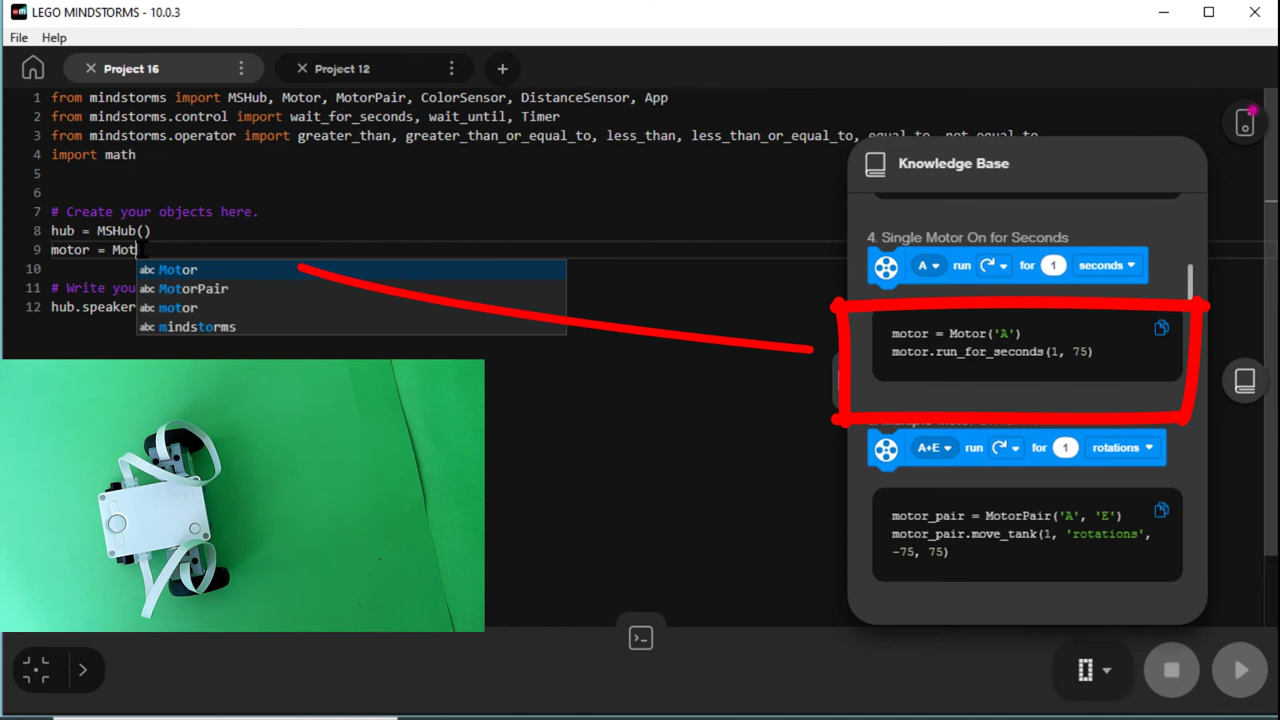 LEGO MINDSTORMS - 10.0.3
File Help
Project 16
Project 12
1 from mindstorms import MSHub, Motor, MotorPair, ColorSensor, DistanceSensor, App
2 from mindstorms.control import wait_for_seconds, wait_until, Timer
3 from mindstorms.operator import greater_than, greater_than_or_equal_to, less_than, less_than_or_equal_to, equal_to, not_equal_to
4 import math
5
6
7 # Create your objects here.
8 hub = MSHub()
9 motor = Mot
10
11 # Write you
12 hub.speaker
abc Motor
abc MotorPair
abc motor
abc mindstorms
Knowledge Base
4. Single Motor On for Seconds
A run for 1 seconds
motor = Motor('A')
motor.run_for_seconds(1, 75)
A+E run for 1 rotations
motor_pair = MotorPair('A', 'E')
motor_pair.move_tank(1, 'rotations',
-75, 75)